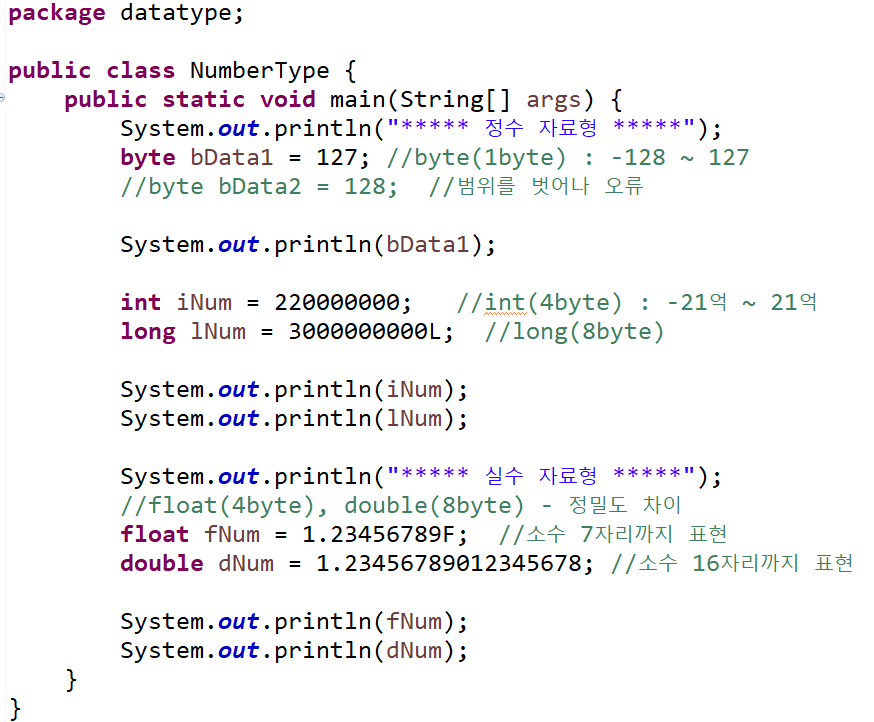 package datatype;
public class NumberType {
public static void main(String[] args) {
System.out.println("***** 정수 자료형 *****");
byte bData1 = 127; //byte(1byte) : -128 ~ 127
//byte bData2 = 128;  //범위를 벗어나 오류
System.out.println(bData1);
int iNum = 220000000;   //int(4byte) : -21억 ~ 21억
long lNum = 3000000000L;  //long(8byte)
System.out.println(iNum);
System.out.println(lNum);
System.out.println("***** 실수 자료형 *****");
//float(4byte), double(8byte) - 정밀도 차이
float fNum = 1.23456789F;  //소수 7자리까지 표현
double dNum = 1.23456789012345678; //소수 16자리까지 표현
System.out.println(fNum);
System.out.println(dNum);
}
}